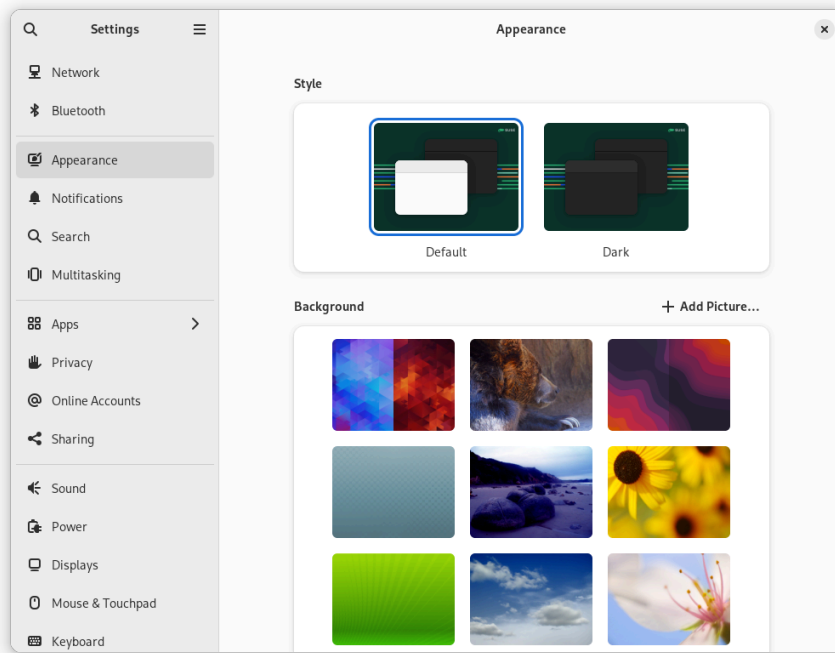 Settings
Appearance
Network
Bluetooth
Appearance
Notifications
Search
Multitasking
Apps
Privacy
Online Accounts
Sharing
Sound
Power
Displays
Mouse & Touchpad
Keyboard
Style
Default
Dark
Background
Add Picture...